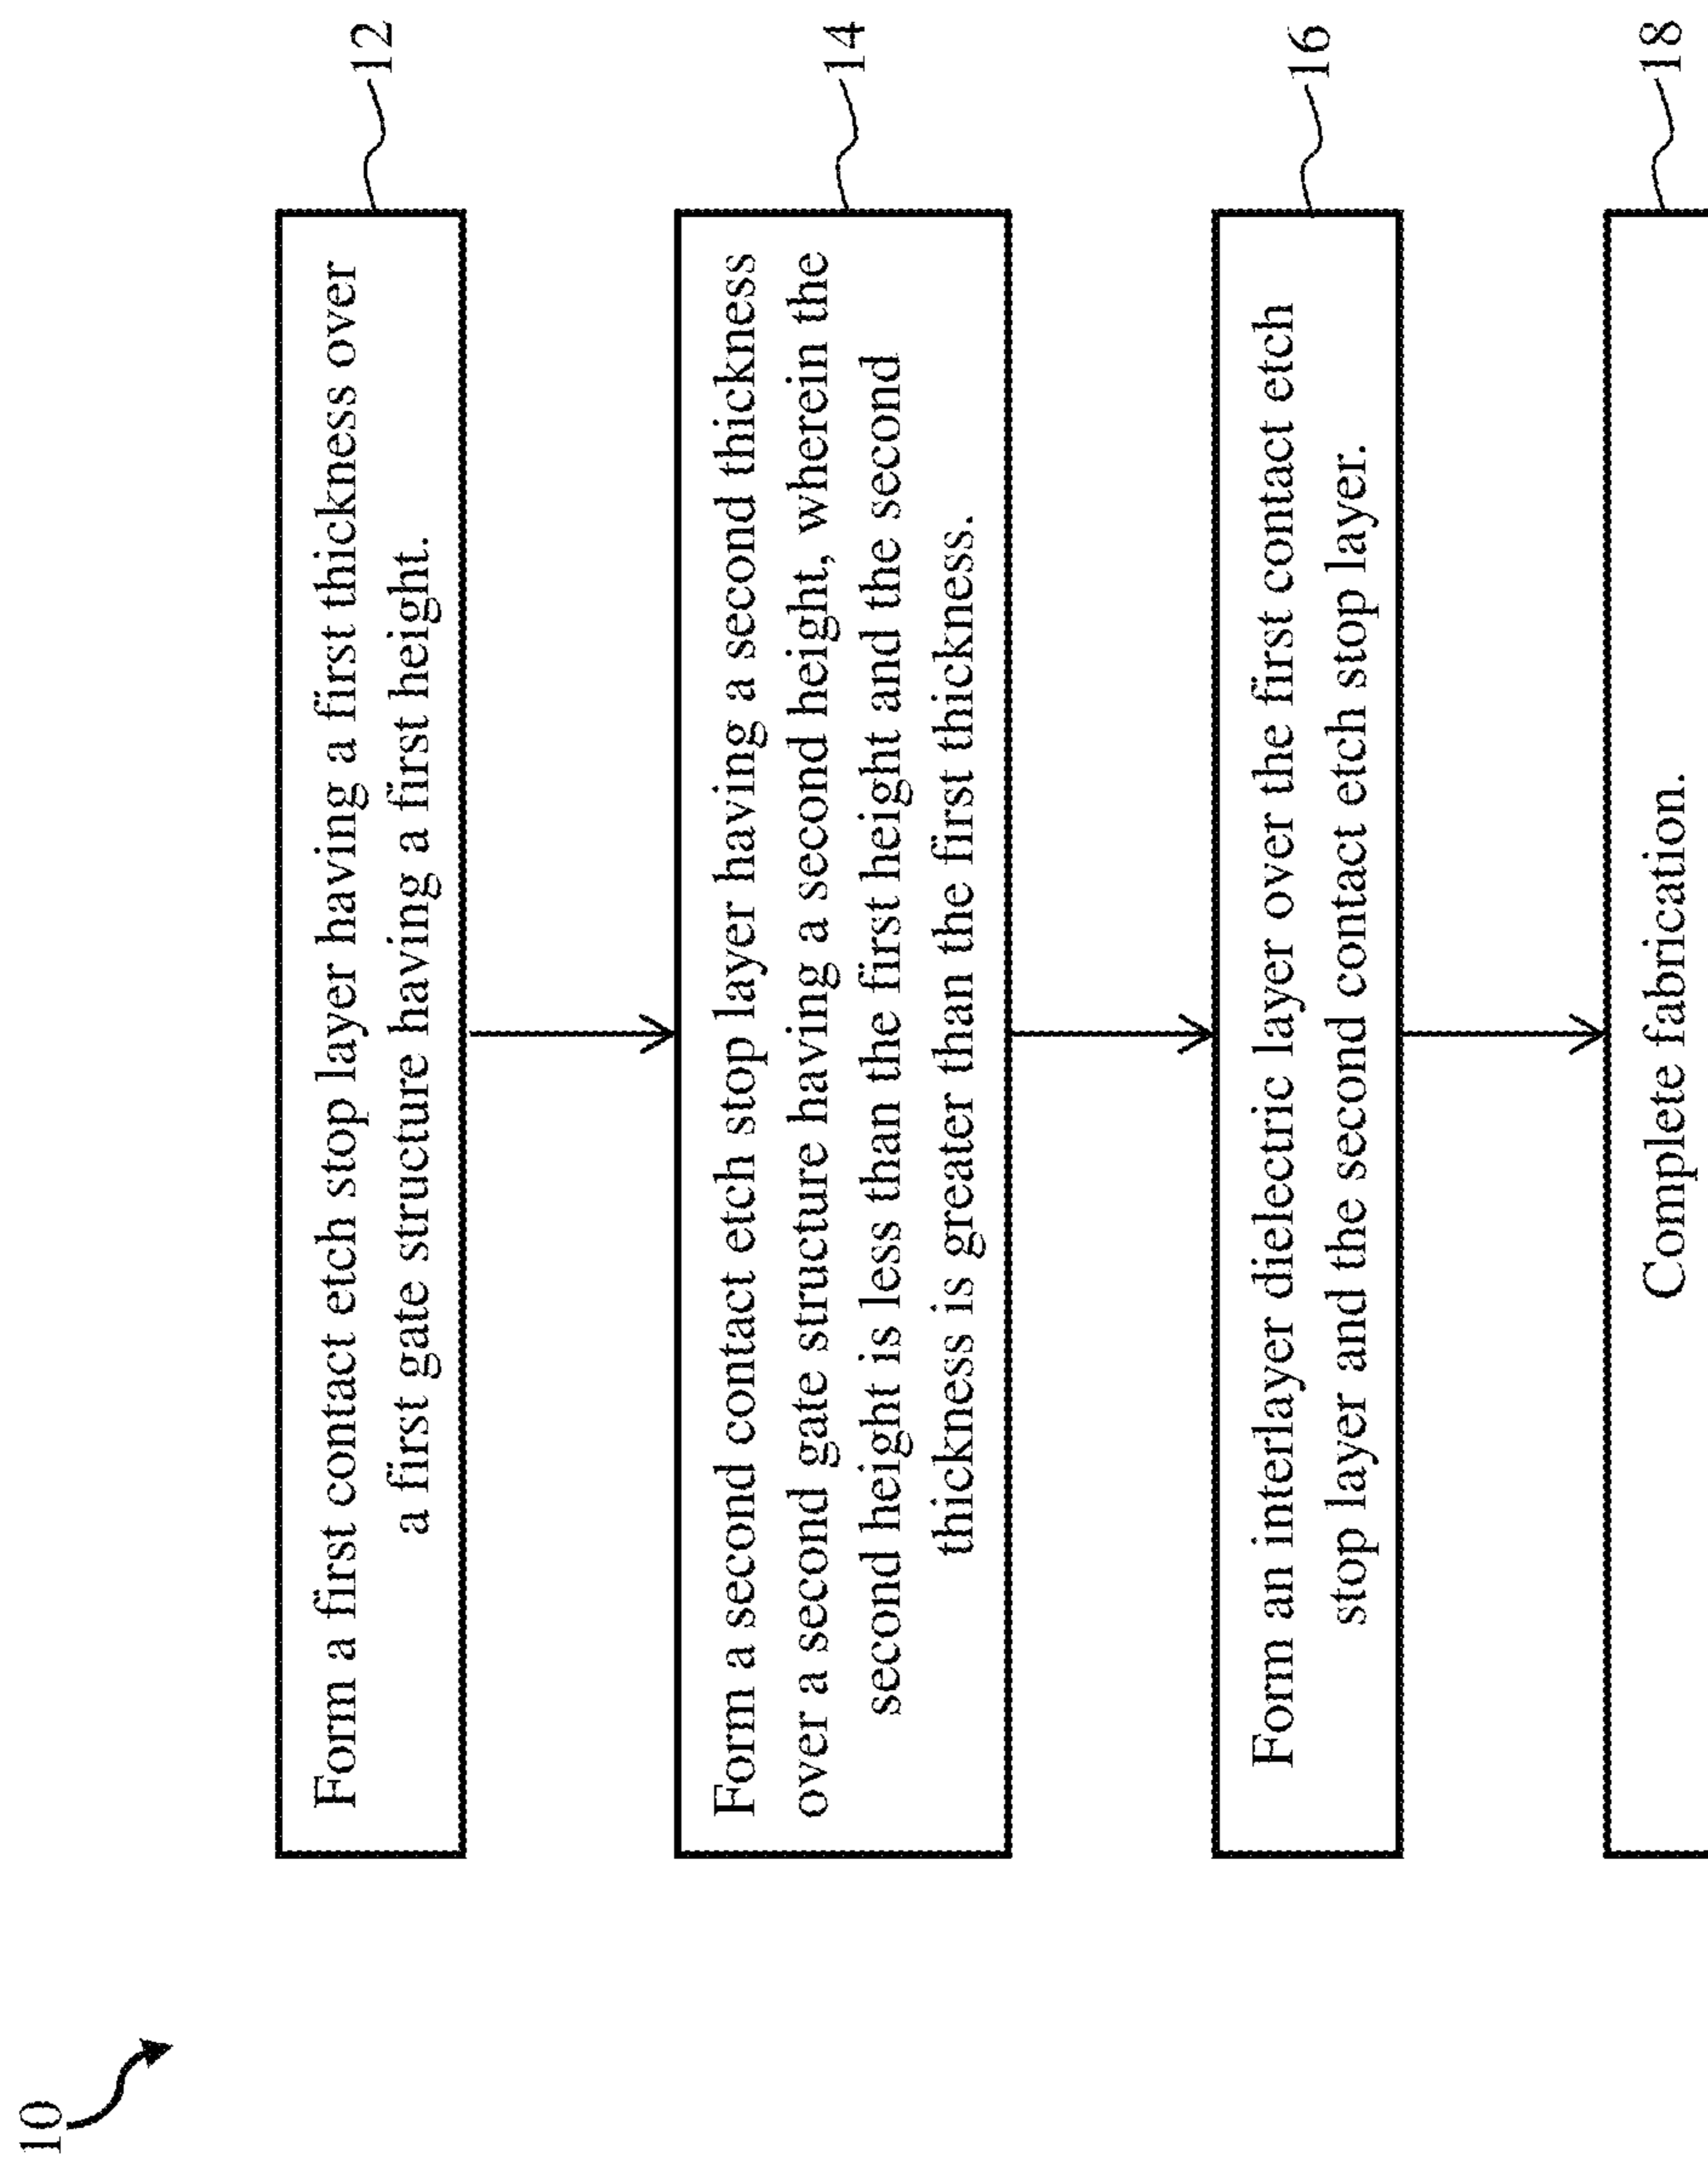 10
Form a first contact etch stop layer having a first thickness over
a first gate structure having a first height.
12
Form a second contact etch stop layer having a second thickness
over a second gate structure having a second height, wherein the
second height is less than the first height and the second
thickness is greater than the first thickness.
14
Form an interlayer dielectric layer over the first contact etch
stop layer and the second contact etch stop layer.
16
Complete fabrication.
18